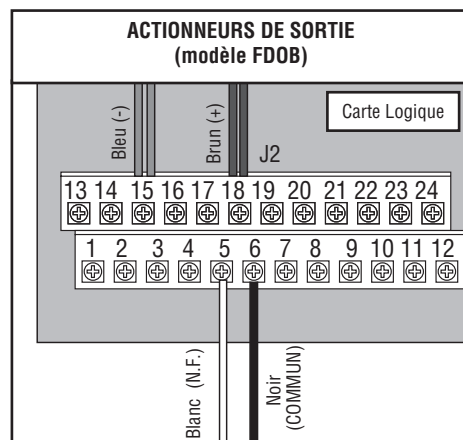 ACTIONNEURS DE SORTIE
(modèle FDOB)
Carte Logique
Bleu (-)
Brun (+)
J2
13 14 15 16 17 18 19 20 21 22 23 24
1 2 3 4 5 6 7 8 9 10 11 12
Blanc (N.F.)
Noir
(COMMUN)